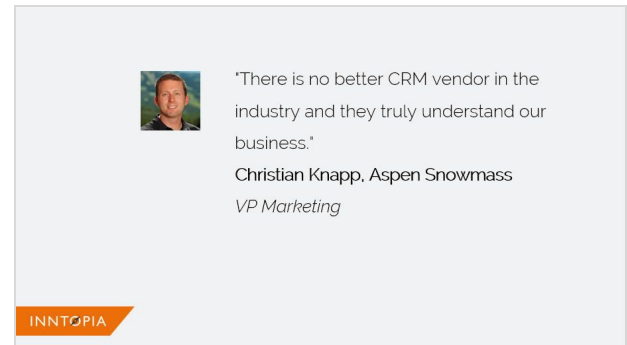 "There is no better CRM vendor in the
industry and they truly understand our
business."
Christian Knapp, Aspen Snowmass
VP Marketing
INNTOPIA